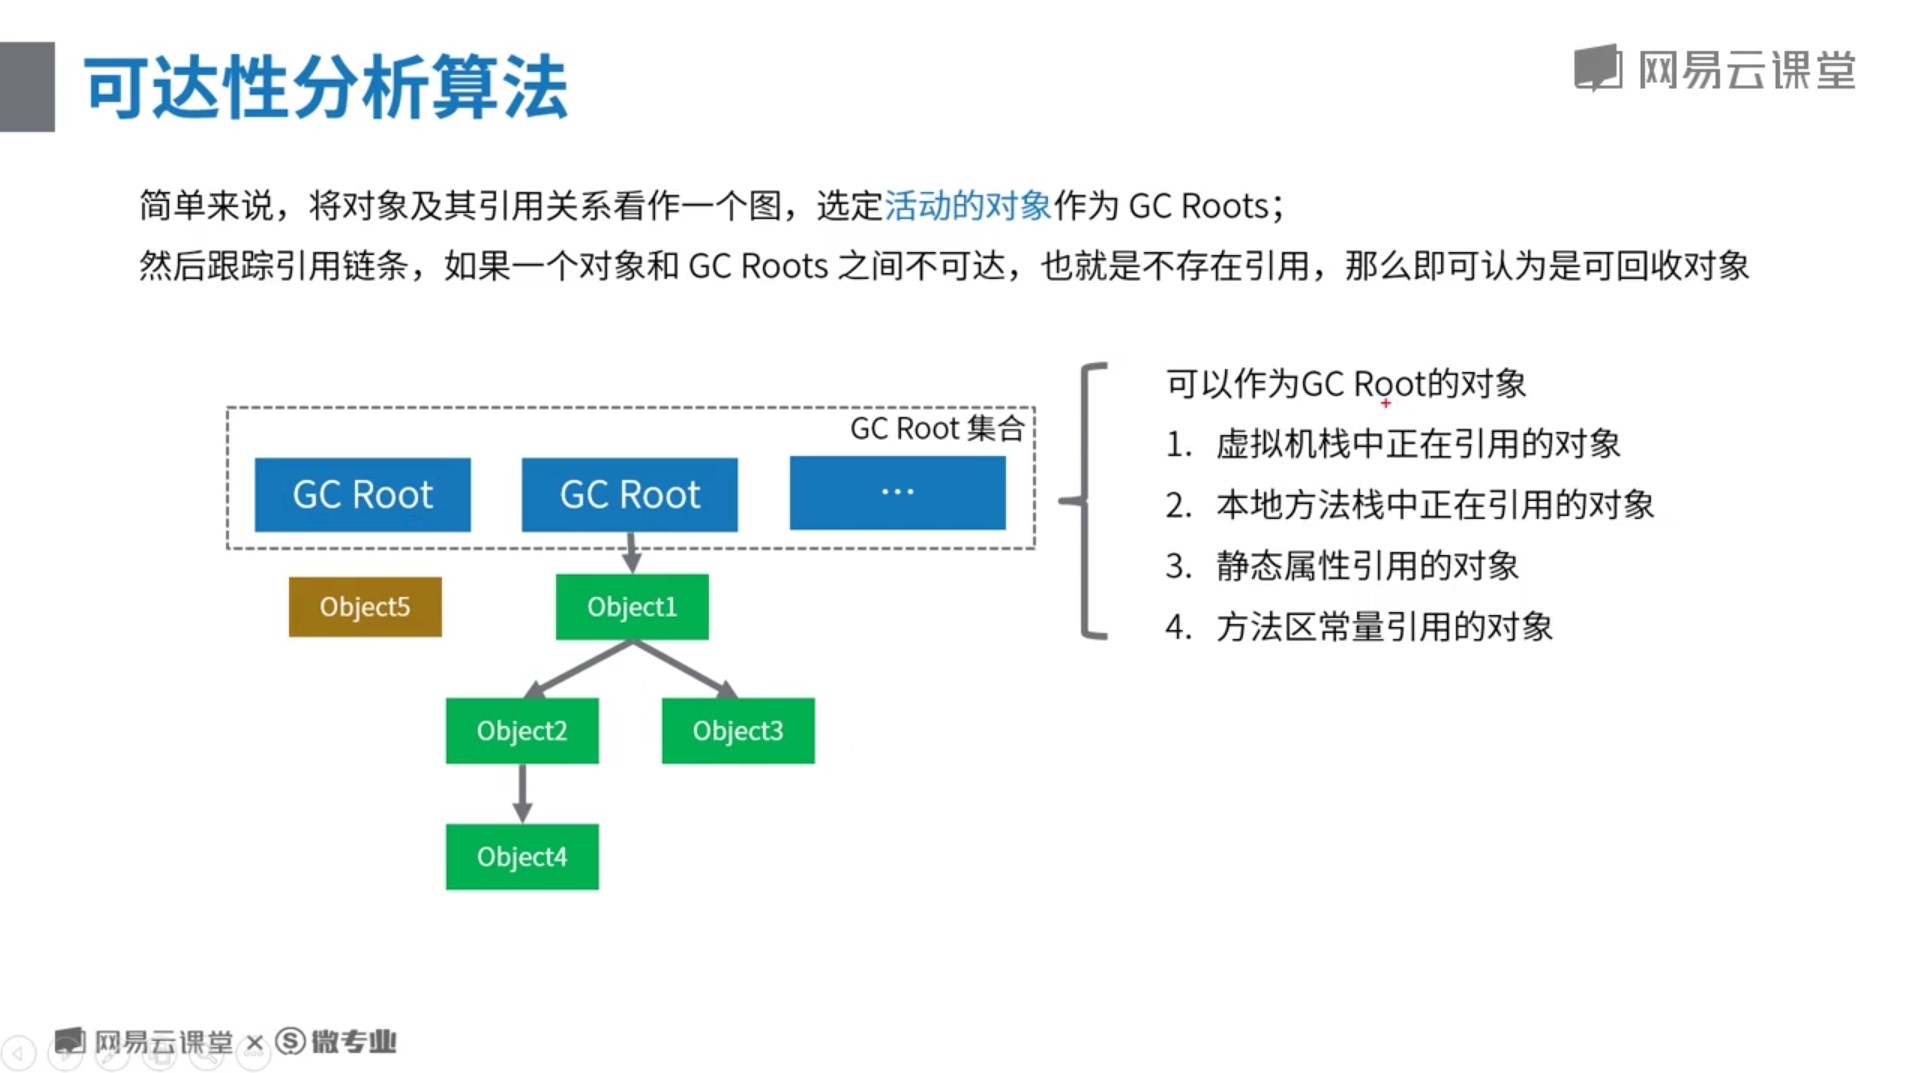 可达性分析算法
网易云课堂
简单来说，将对象及其引用关系看作一个图，选定活动的对象作为 GC Roots；
然后跟踪引用链条，如果一个对象和 GC Roots 之间不可达，也就是不存在引用，那么即可认为是可回收对象
GC Root 集合
GC Root
GC Root
...
Object5
Object1
Object2
Object3
Object4
可以作为GC Root的对象
1. 虚拟机栈中正在引用的对象
2. 本地方法栈中正在引用的对象
3. 静态属性引用的对象
4. 方法区常量引用的对象
网易云课堂 × S 微专业